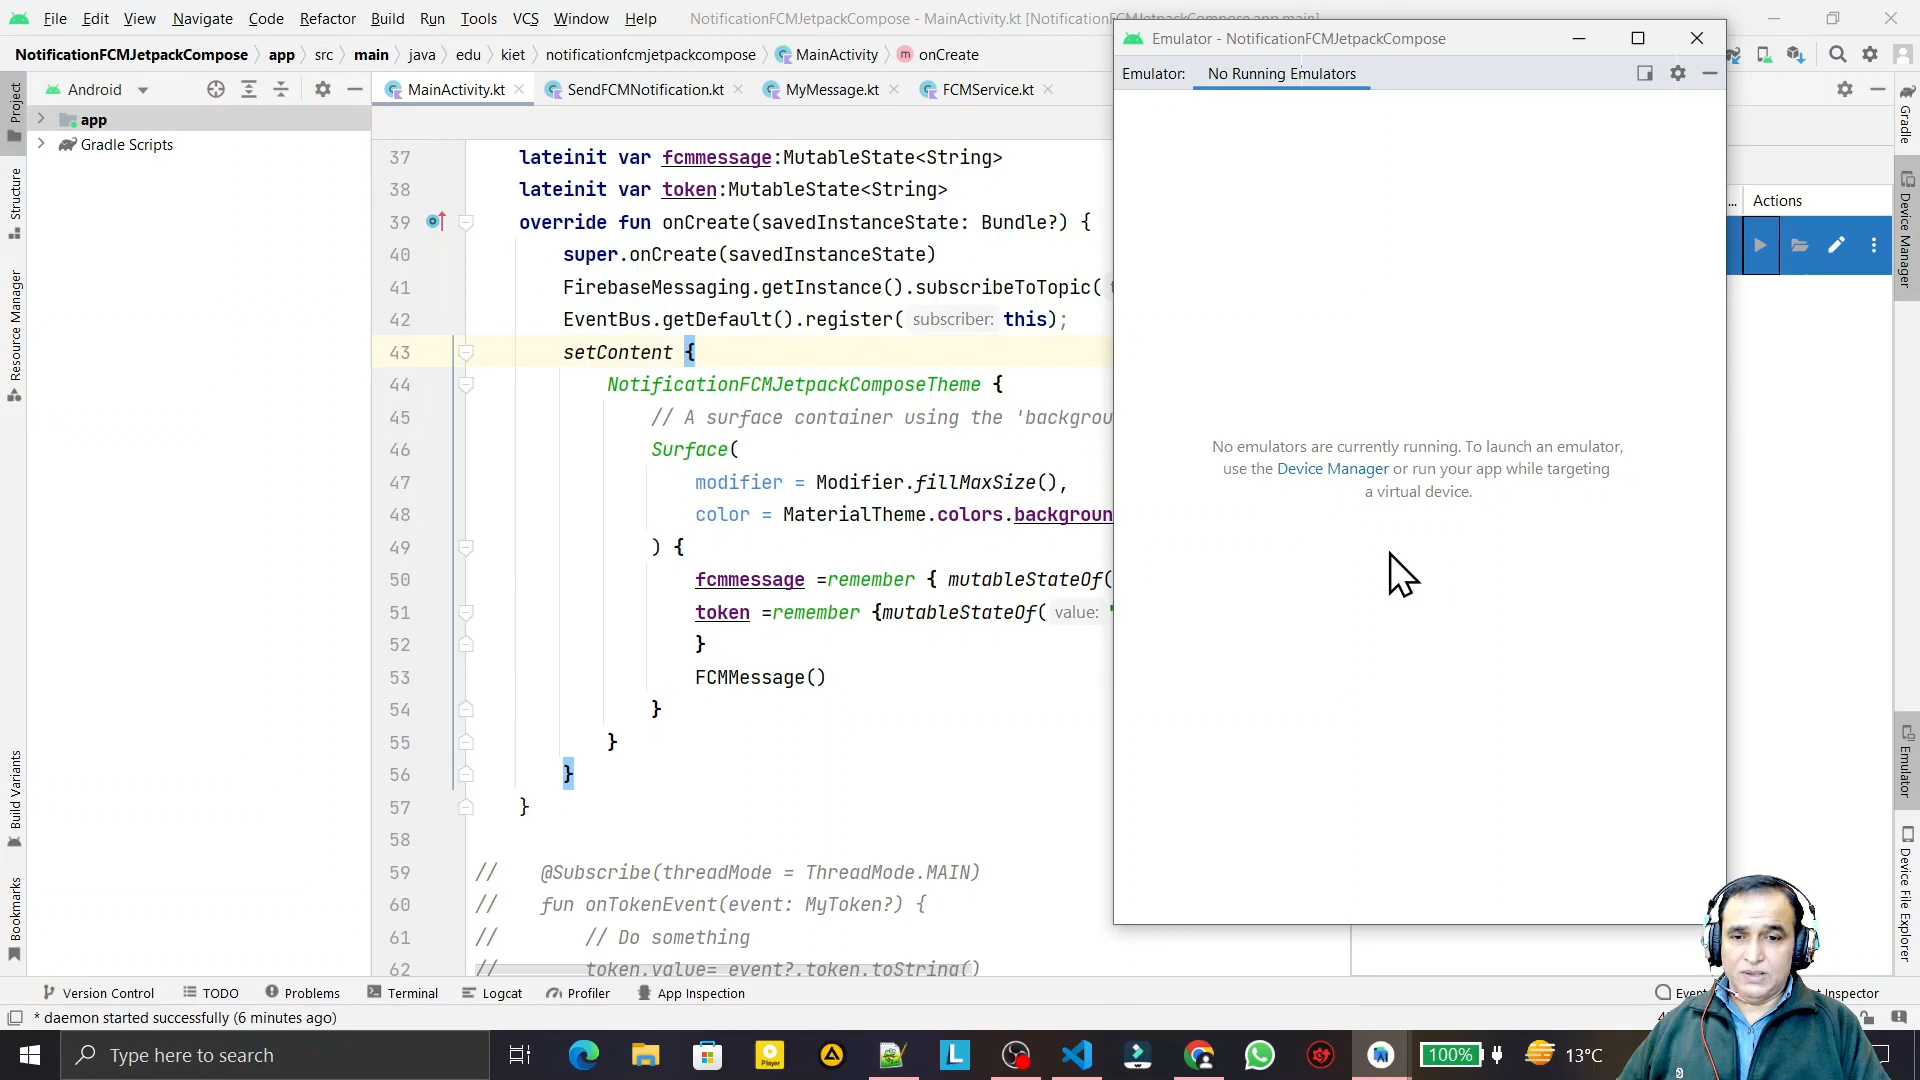 File Edit View Navigate Code Refactor Build Run Tools VCS Window Help NotificationFCMJetpackCompose - MainActivity.kt
NotificationFCMJetpackCompose app src main java edu kiet notificationfcmjetpackcompose MainActivity onCreate
Android
MainActivity.kt SendFCMNotification.kt MyMessage.kt FCMService.kt
app
Gradle Scripts
Project
Structure
Resource Manager
Build Variants
Bookmarks
37 lateinit var fcmmessage:MutableState<String>
38 lateinit var token:MutableState<String>
39 override fun onCreate(savedInstanceState: Bundle?) {
40 super.onCreate(savedInstanceState)
41 FirebaseMessaging.getInstance().subscribeToTopic(
42 EventBus.getDefault().register( subscriber: this);
43 setContent {
44 NotificationFCMJetpackComposeTheme {
45 // A surface container using the 'backgrou
46 Surface(
47 modifier = Modifier.fillMaxSize(),
48 color = MaterialTheme.colors.backgroun
49 ) {
50 fcmmessage =remember { mutableStateOf(
51 token =remember {mutableStateOf( value: "
52 }
53 FCMMessage()
54 }
55 }
56 }
57 }
58
59 // @Subscribe(threadMode = ThreadMode.MAIN)
60 // fun onTokenEvent(event: MyToken?) {
61 // // Do something
62 // token.value= event?.token.toString()
Emulator - NotificationFCMJetpackCompose
Emulator: No Running Emulators
No emulators are currently running. To launch an emulator,
use the Device Manager or run your app while targeting
a virtual device.
... Actions
Gradle
Device Manager
Emulator
Device File Explorer
Version Control TODO Problems Terminal Logcat Profiler App Inspection
* daemon started successfully (6 minutes ago)
Type here to search
Player
L
100%
13°C